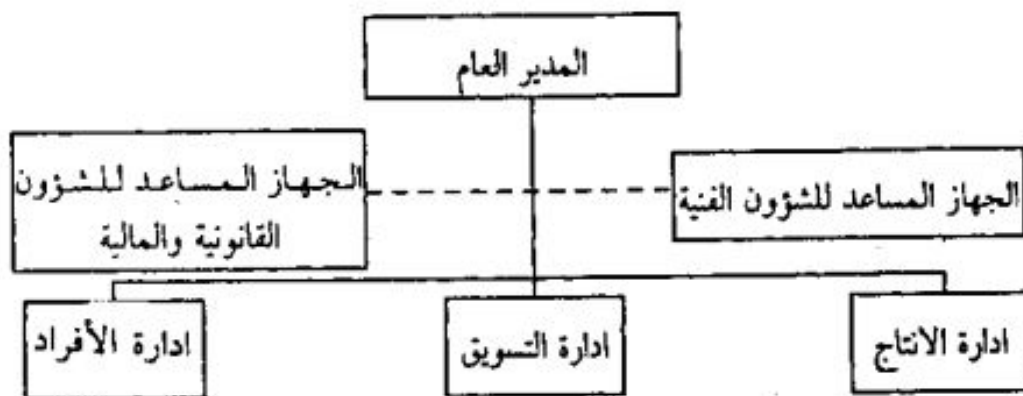 المدير العام
الجهاز المساعد للشؤون الفنية
الجهاز المساعد للشؤون
القانونية والمالية
ادارة الانتاج
ادارة التسويق
ادارة الأفراد